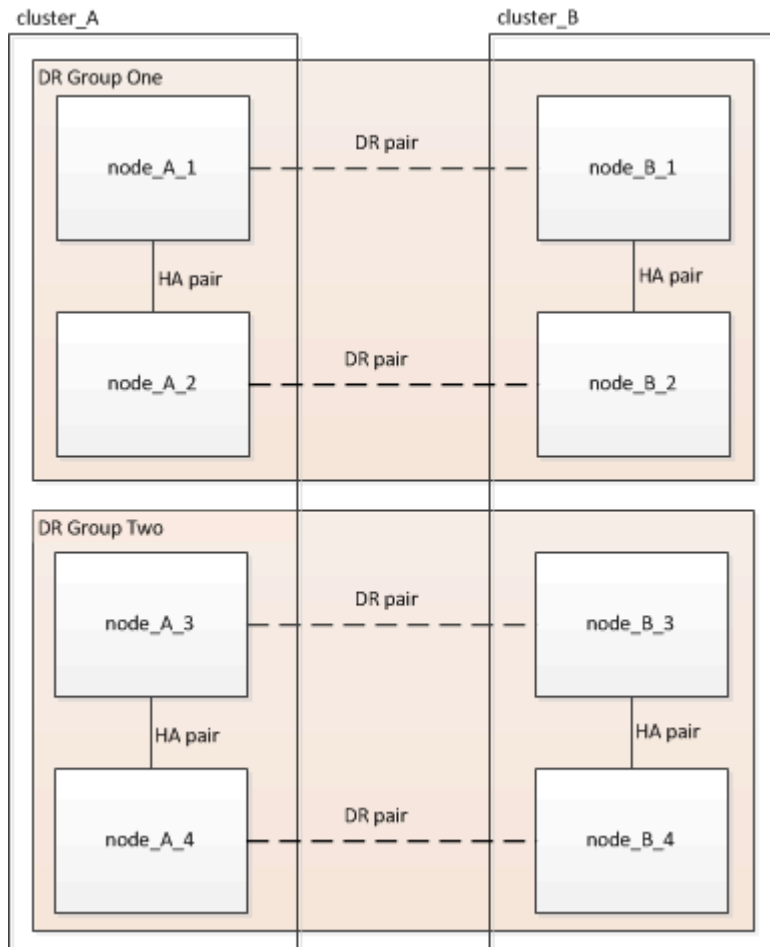 cluster_A
cluster_B
DR Group One
node_A_1
DR pair
node_B_1
HA pair
HA pair
node_A_2
DR pair
node_B_2
DR Group Two
node_A_3
DR pair
node_B_3
HA pair
HA pair
node_A_4
DR pair
node_B_4